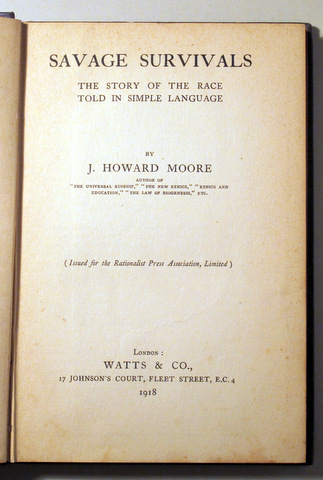 SAVAGE SURVIVALS
THE STORY OF THE RACE
TOLD IN SIMPLE LANGUAGE
BY
J. HOWARD MOORE
AUTHOR OF
"THE UNIVERSAL KINSHIP," "THE NEW ETHICS," "ETHICS AND
EDUCATION," "THE LAW OF BIOGENESIS," ETC.
(Issued for the Rationalist Press Association, Limited)
LONDON:
WATTS & CO.,
17 JOHNSON'S COURT, FLEET STREET, E.C. 4
1918